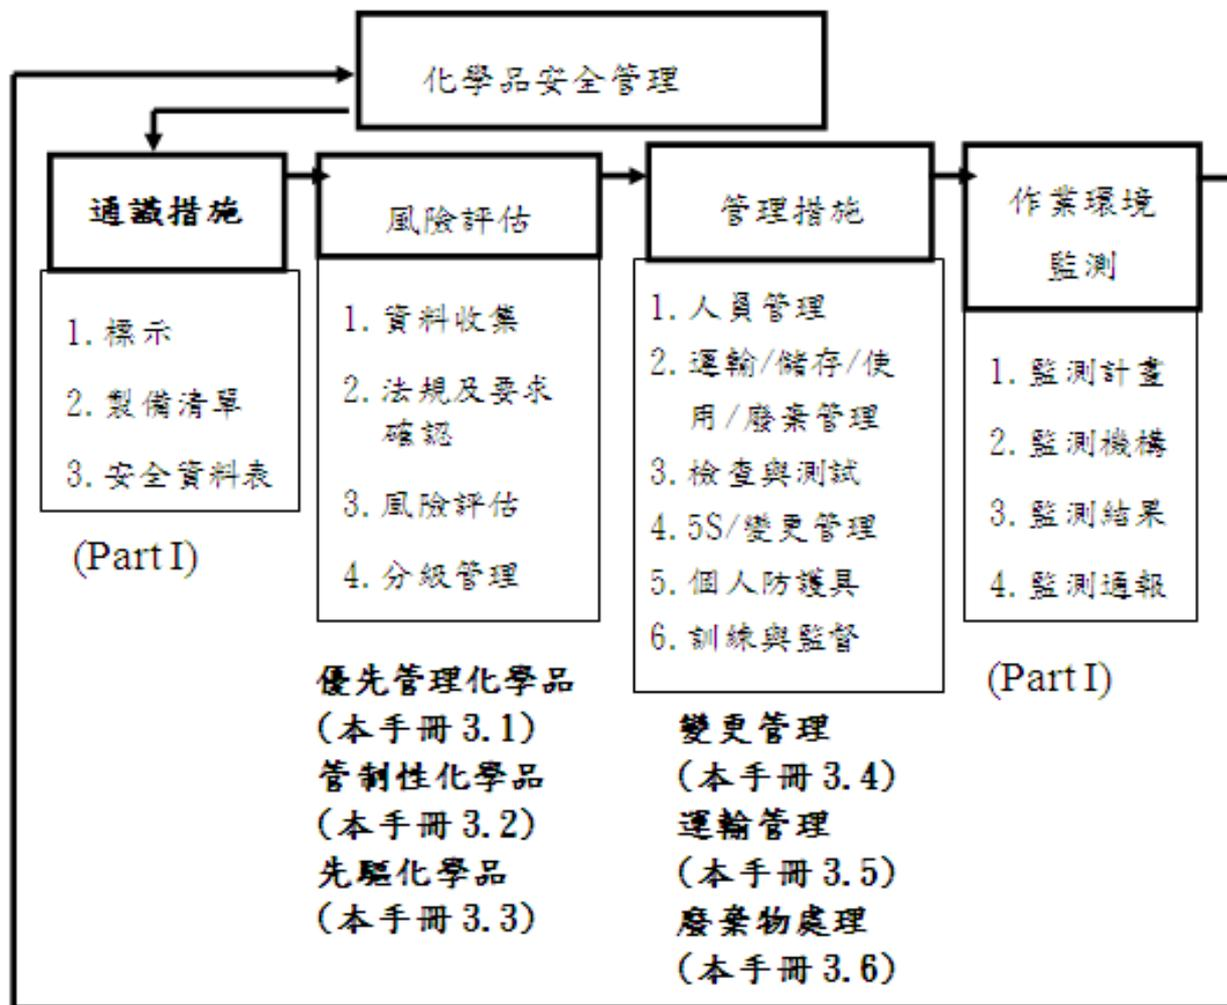 化學品安全管理
通識措施
1. 標示
2. 製備清單
3. 安全資料表
(Part I)
風險評估
1. 資料收集
2. 法規及要求
確認
3. 風險評估
4. 分級管理
優先管理化學品
(本手冊 3.1)
管制性化學品
(本手冊 3.2)
先驅化學品
(本手冊 3.3)
管理措施
1. 人員管理
2. 運輸/儲存/使
用/廢棄管理
3. 檢查與測試
4. 5S/變更管理
5. 個人防護具
6. 訓練與監督
變更管理
(本手冊 3.4)
運輸管理
(本手冊 3.5)
廢棄物處理
(本手冊 3.6)
作業環境
監測
1. 監測計畫
2. 監測機構
3. 監測結果
4. 監測通報
(Part I)